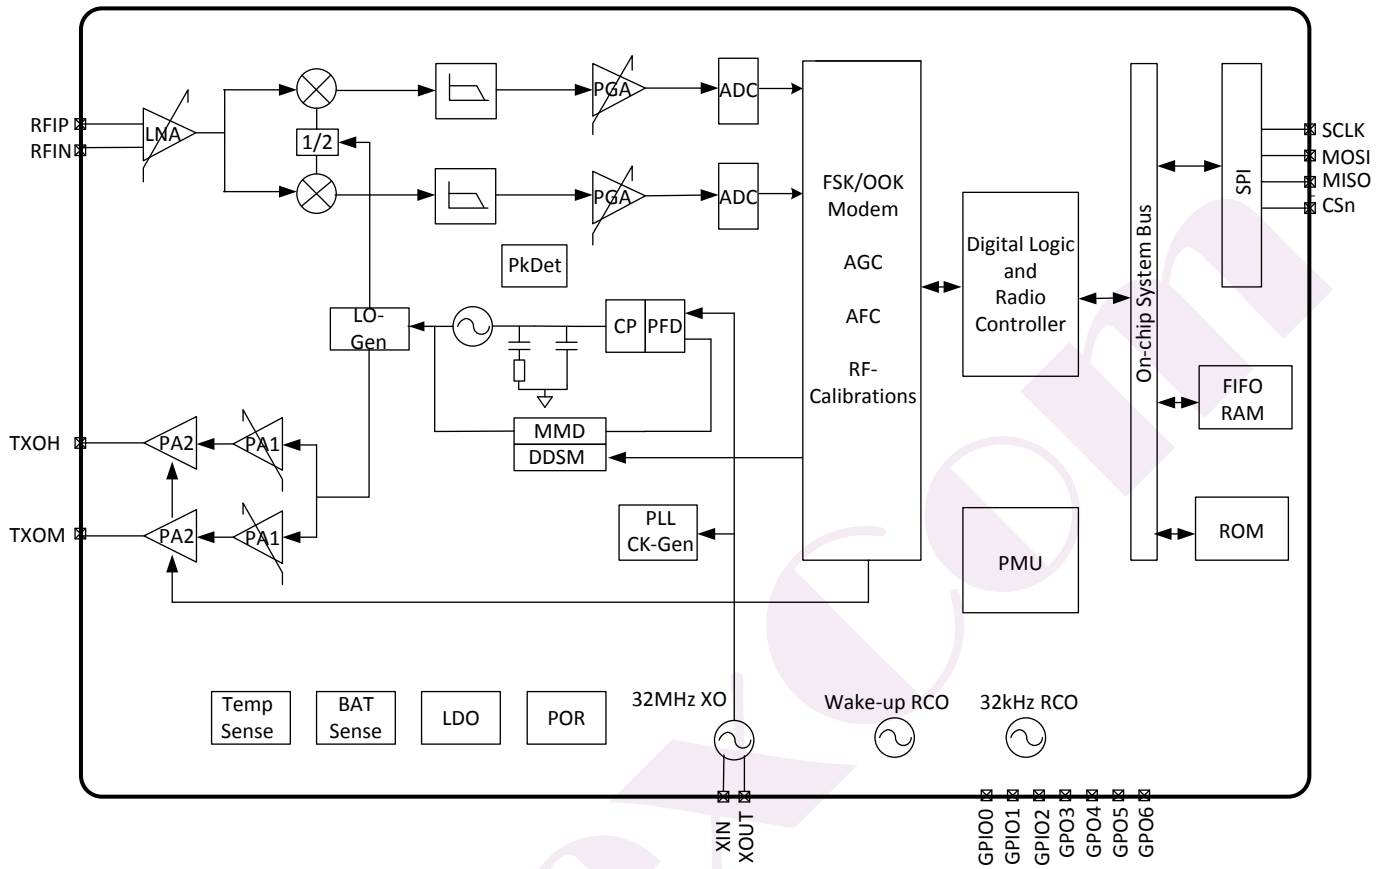 RFIP
RFIN
LNA
1/2
PGA
ADC
PGA
ADC
PkDet
LO-
Gen
CP
PFD
MMD
DDSM
PLL
CK-Gen
TXOH
PA2
PA1
TXOM
PA2
PA1
FSK/OOK
Modem
AGC
AFC
RF-
Calibrations
Digital Logic
and
Radio
Controller
PMU
On-chip System Bus
SPI
SCLK
MOSI
MISO
CSn
FIFO
RAM
ROM
Temp
Sense
BAT
Sense
LDO
POR
32MHz XO
Wake-up RCO
32kHz RCO
XIN
XOUT
GPIO0
GPIO1
GPIO2
GPO3
GPO4
GPO5
GPO6